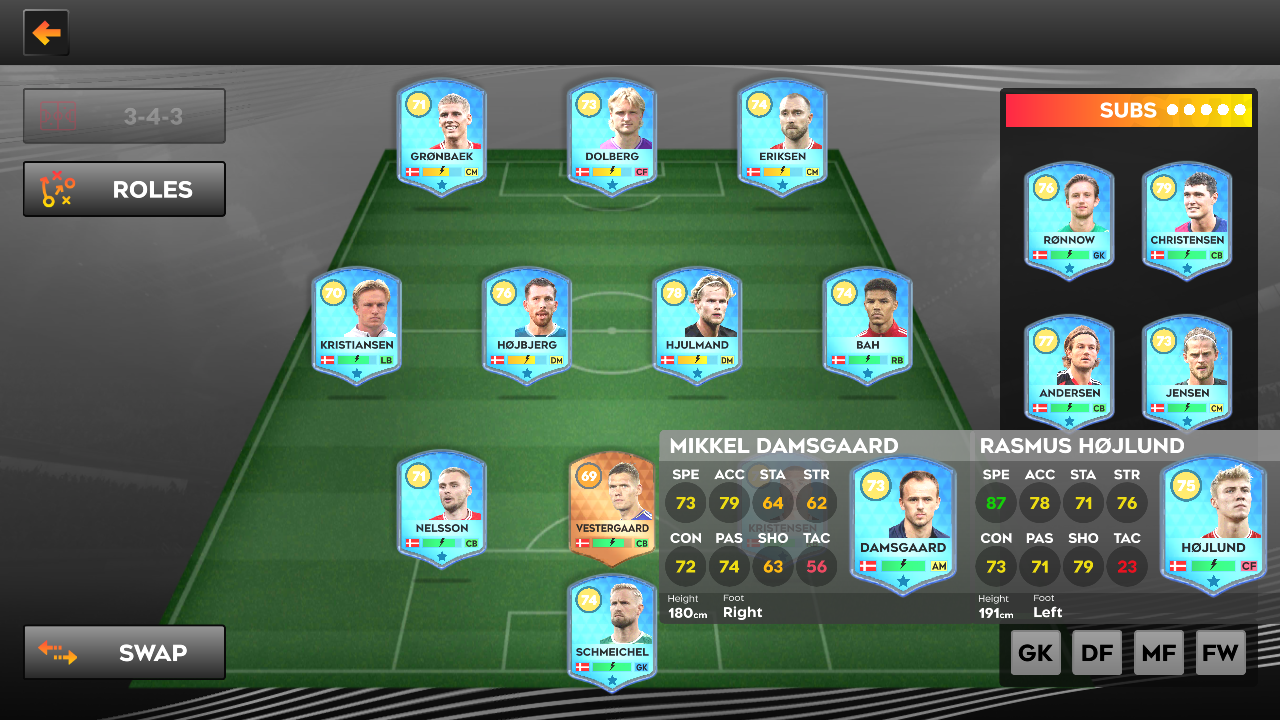 3-4-3
ROLES
71
GRØNBAEK
CM
73
DOLBERG
CF
74
ERIKSEN
CM
SUBS
76
RØNNOW
GK
79
CHRISTENSEN
CB
70
KRISTIANSEN
LB
76
HØJBJERG
DM
78
HJULMAND
DM
74
BAH
RB
77
ANDERSEN
CB
73
JENSEN
CM
71
NELSSON
CB
69
VESTERGAARD
CB
KRISTENSEN
MIKKEL DAMSGAARD
SPE ACC STA STR
73 79 64 62
CON PAS SHO TAC
72 74 63 56
Height Foot
180cm Right
73
DAMSGAARD
AM
RASMUS HØJLUND
SPE ACC STA STR
87 78 71 76
CON PAS SHO TAC
73 71 79 23
Height Foot
191cm Left
75
HØJLUND
CF
74
SCHMEICHEL
GK
SWAP
GK DF MF FW